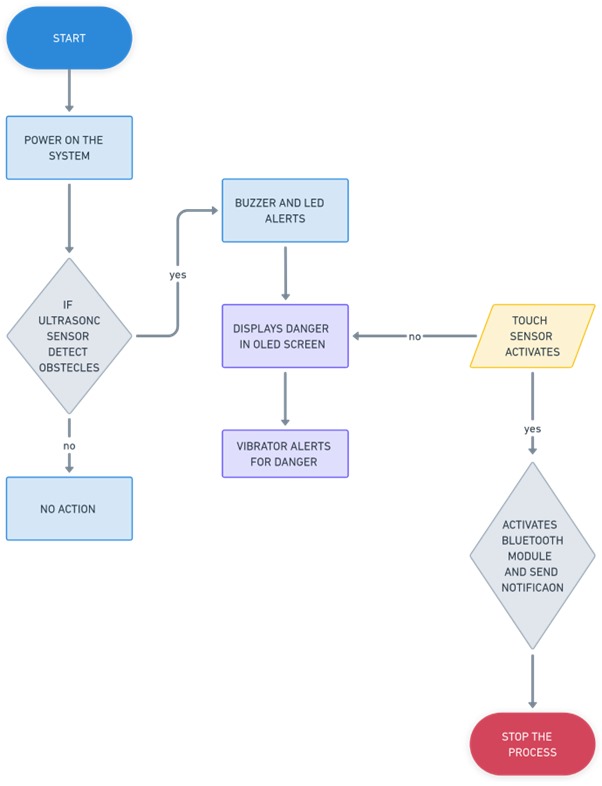 START
POWER ON THE
SYSTEM
BUZZER AND LED
ALERTS
yes
IF
ULTRASONC
SENSOR
DETECT
OBSTECLES
DISPLAYS DANGER
IN OLED SCREEN
no
TOUCH
SENSOR
ACTIVATES
no
VIBRATOR ALERTS
FOR DANGER
yes
NO ACTION
ACTIVATES
BLUETOOTH
MODULE
AND SEND
NOTIFICAON
STOP THE
PROCESS